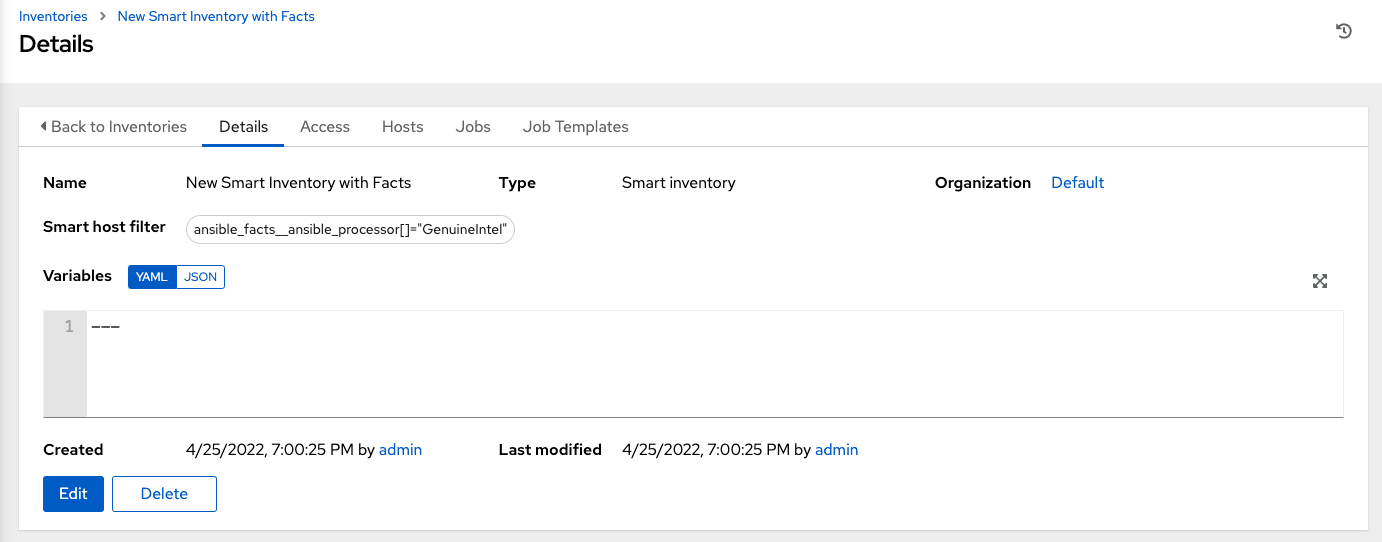 Inventories > New Smart Inventory with Facts
Details
Back to Inventories Details Access Hosts Jobs Job Templates
Name New Smart Inventory with Facts Type Smart inventory Organization Default
Smart host filter ansible_facts__ansible_processor[]="GenuineIntel"
Variables YAML JSON
1 ---
Created 4/25/2022, 7:00:25 PM by admin Last modified 4/25/2022, 7:00:25 PM by admin
Edit Delete